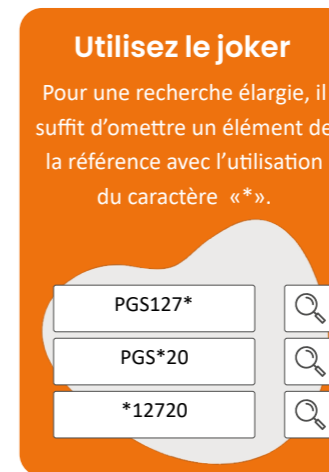 Utilisez le joker
Pour une recherche élargie, il
suffit d’omettre un élément de
la référence avec l’utilisation
du caractère «*».
PGS127*
PGS*20
*12720